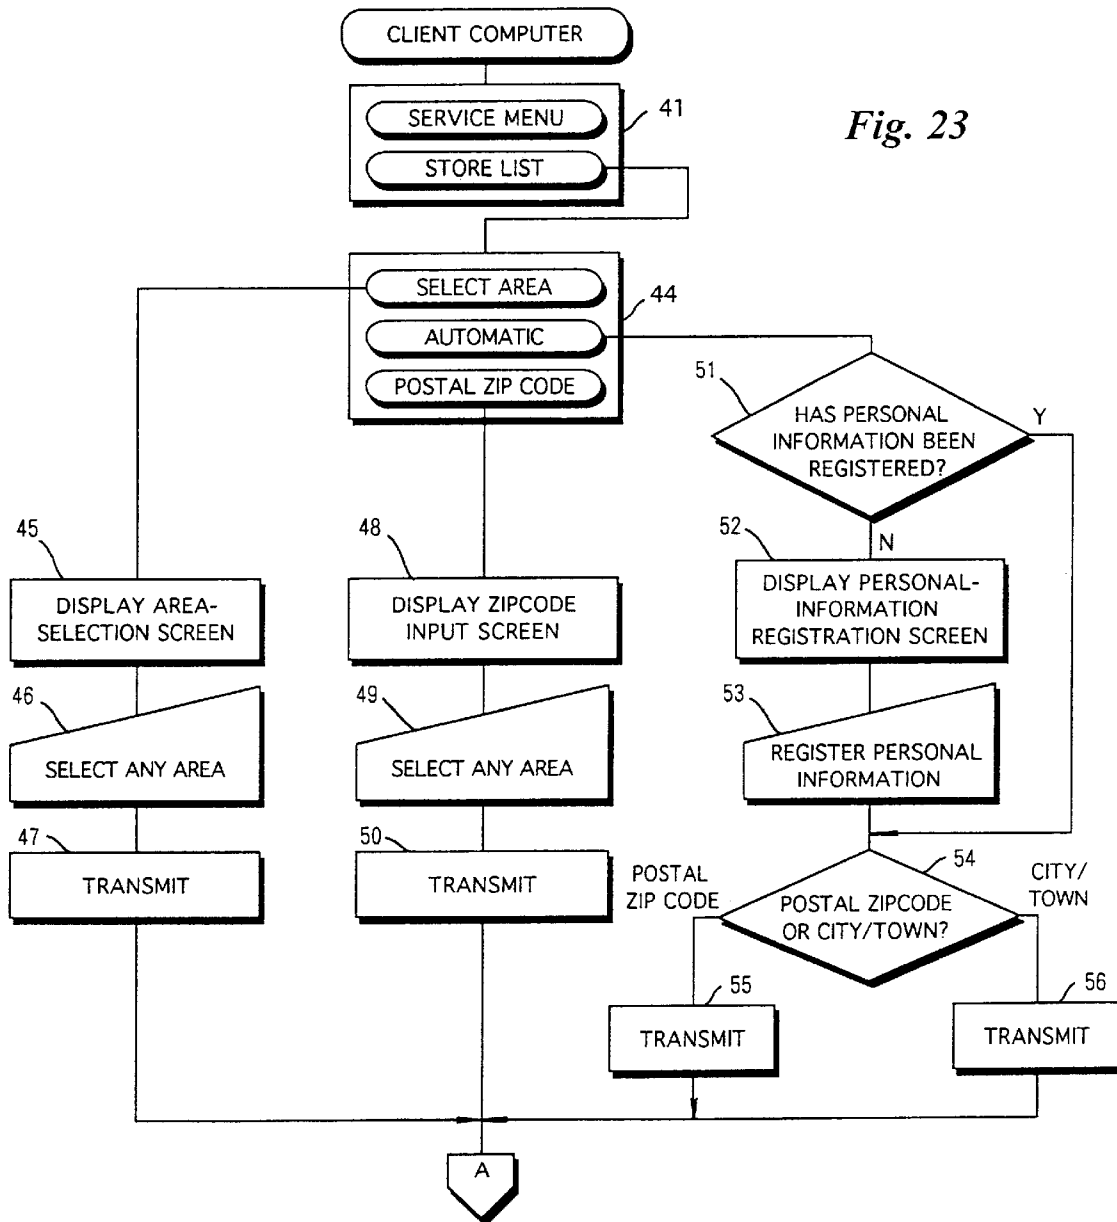 CLIENT COMPUTER
SERVICE MENU
41
Fig. 23
STORE LIST
SELECT AREA
44
AUTOMATIC
POSTAL ZIP CODE
51
HAS PERSONAL
INFORMATION BEEN
REGISTERED?
Y
N
45
DISPLAY AREA-
SELECTION SCREEN
48
DISPLAY ZIPCODE
INPUT SCREEN
52
DISPLAY PERSONAL-
INFORMATION
REGISTRATION SCREEN
46
SELECT ANY AREA
49
SELECT ANY AREA
53
REGISTER PERSONAL
INFORMATION
47
TRANSMIT
50
TRANSMIT
54
POSTAL
ZIP CODE
POSTAL ZIPCODE
OR CITY/TOWN?
CITY/
TOWN
55
TRANSMIT
56
TRANSMIT
A